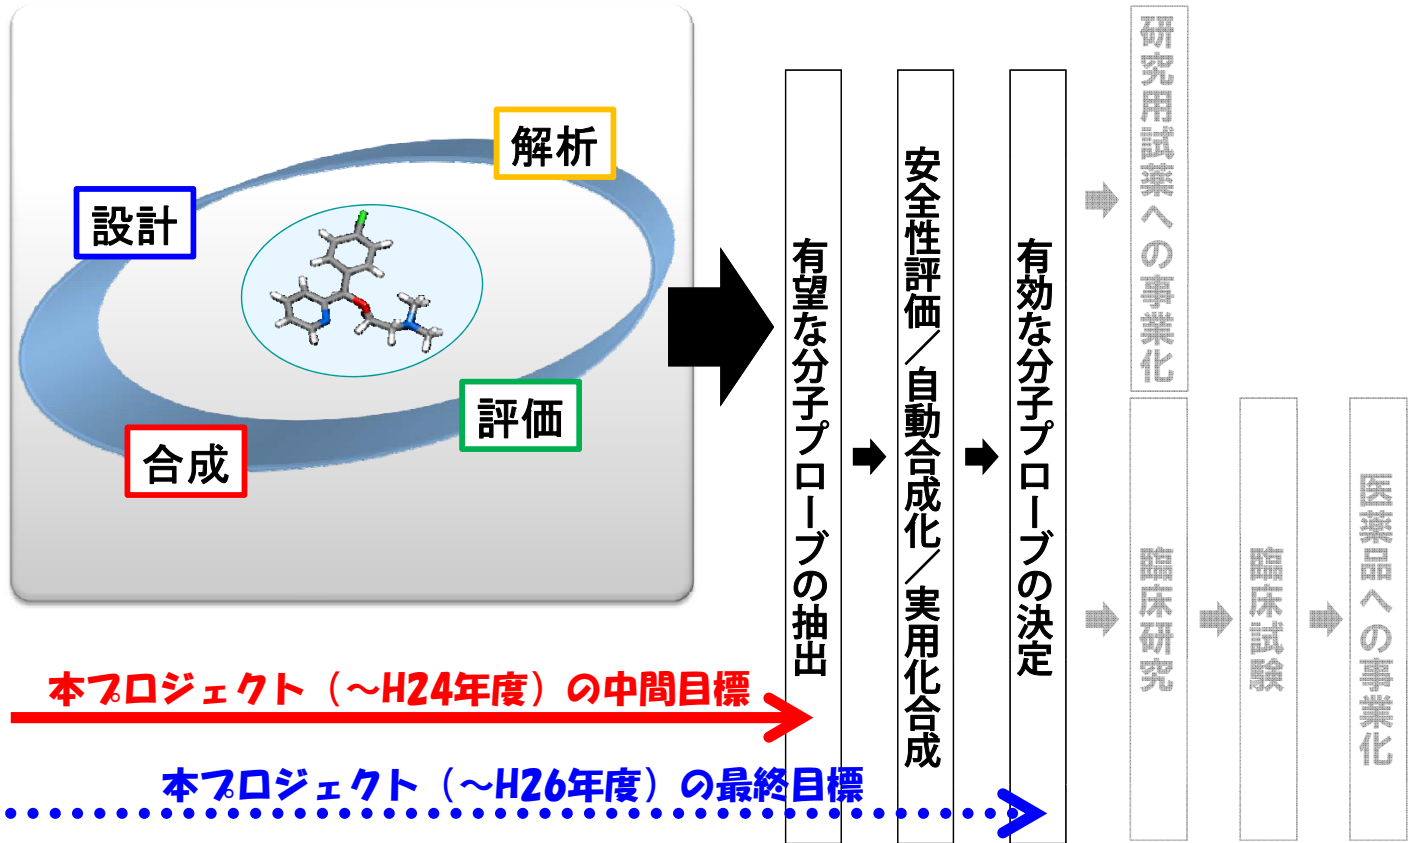 解析
設計
評価
合成
有望な分子プローブの抽出
安全性評価／自動合成化／実用化合成
有効な分子プローブの決定
研究用試薬への事業化
臨床研究
臨床試験
医薬品への事業化
本プロジェクト（～H24年度）の中間目標
本プロジェクト（～H26年度）の最終目標